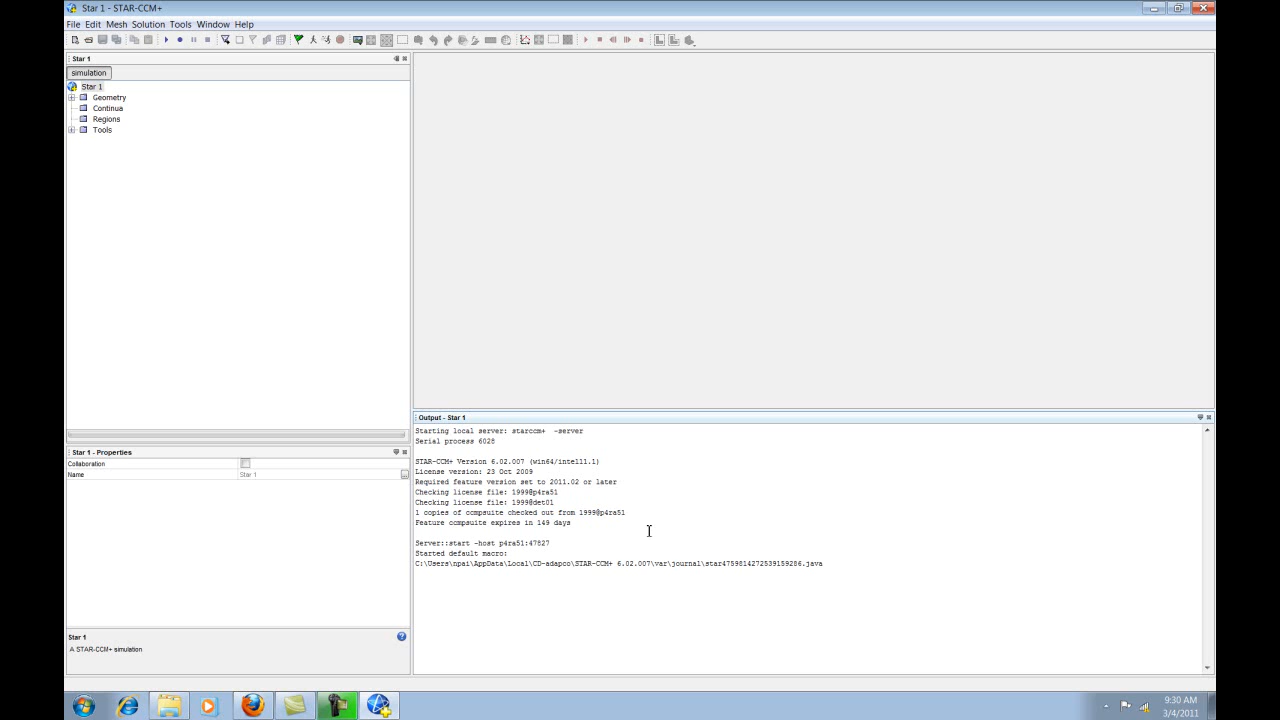 Star 1 - STAR-CCM+
File Edit Mesh Solution Tools Window Help
Star 1
simulation
Star 1
Geometry
Continua
Regions
Tools
Star 1 - Properties
Collaboration
Name Star 1 ...
Star 1
A STAR-CCM+ simulation
Output - Star 1
Starting local server: starccm+ -server
Serial process 6028
STAR-CCM+ Version 6.02.007 (win64/intel11.1)
License version: 23 Oct 2009
Required feature version set to 2011.02 or later
Checking license file: 1999@p4ra51
Checking license file: 1999@det01
1 copies of ccmpsuite checked out from 1999@p4ra51
Feature ccmpsuite expires in 149 days
Server::start -host p4ra51:47827
Started default macro:
C:\Users\npai\AppData\Local\CD-adapco\STAR-CCM+ 6.02.007\var\journal\star4759814272539159286.java
9:30 AM
3/4/2011